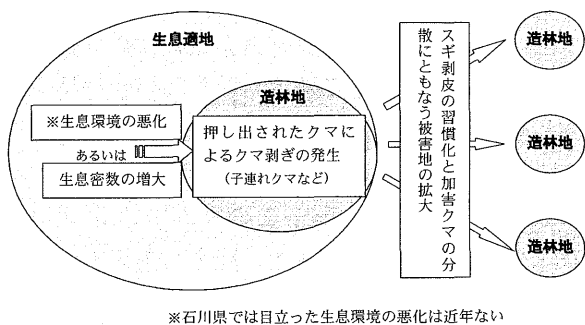 生息適地
造林地
※生息環境の悪化
あるいは
生息密数の増大
押し出されたクマに
よるクマ剥ぎの発生
(子連れクマなど)
スギ剥皮の習慣化と加害クマの分
散にともなう被害地の拡大
造林地
造林地
造林地
※石川県では目立った生息環境の悪化は近年ない